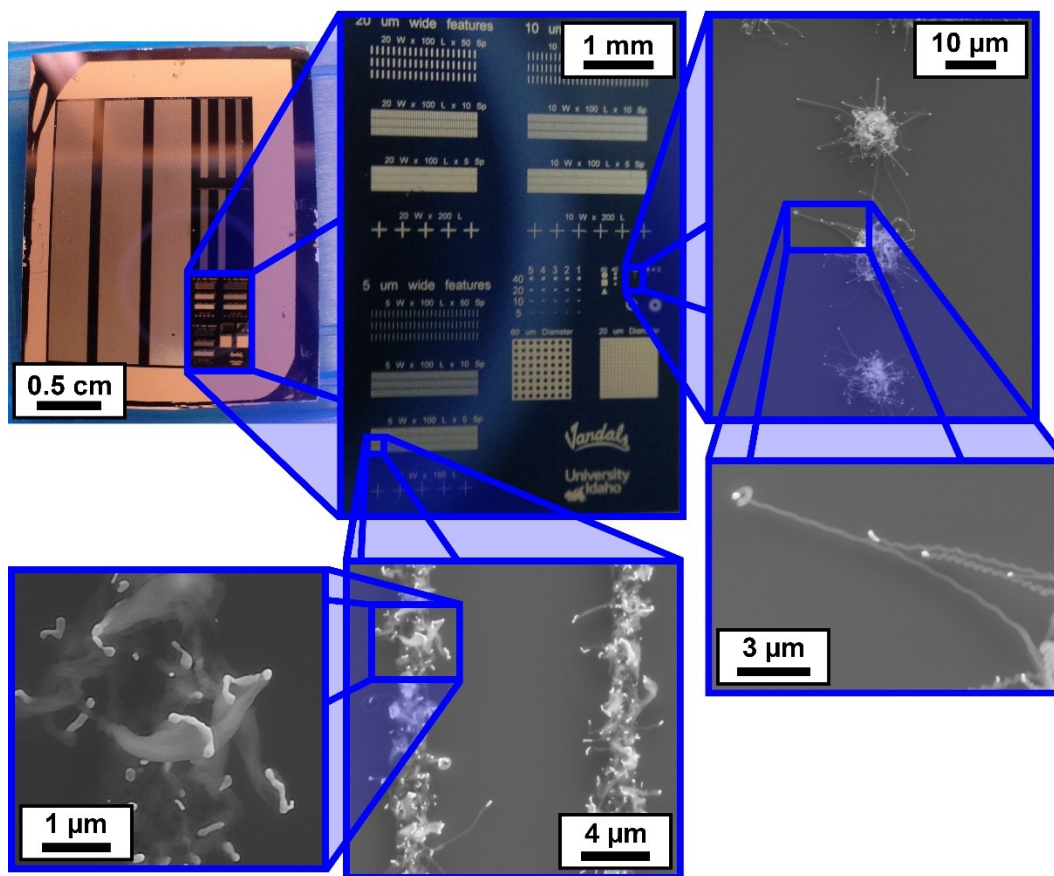 20 um wide features
10 um
1 mm
20 W x 100 L x 50 Sp
10
20 W x 100 L x 10 Sp
10 W x 100 L x 10 Sp
20 W x 100 L x 5 Sp
10 W x 100 L x 5 Sp
20 W x 200 L
10 W x 200 L
5 4 3 2 1
40
20
10
5
5 um wide features
5 W x 100 L x 50 Sp
60 um Diameter
20 um Diameter
5 W x 100 L x 10 Sp
5 W x 100 L x 5 Sp
W x 165 L
Vandals
University
Idaho
0.5 cm
10 µm
3 µm
1 µm
4 µm